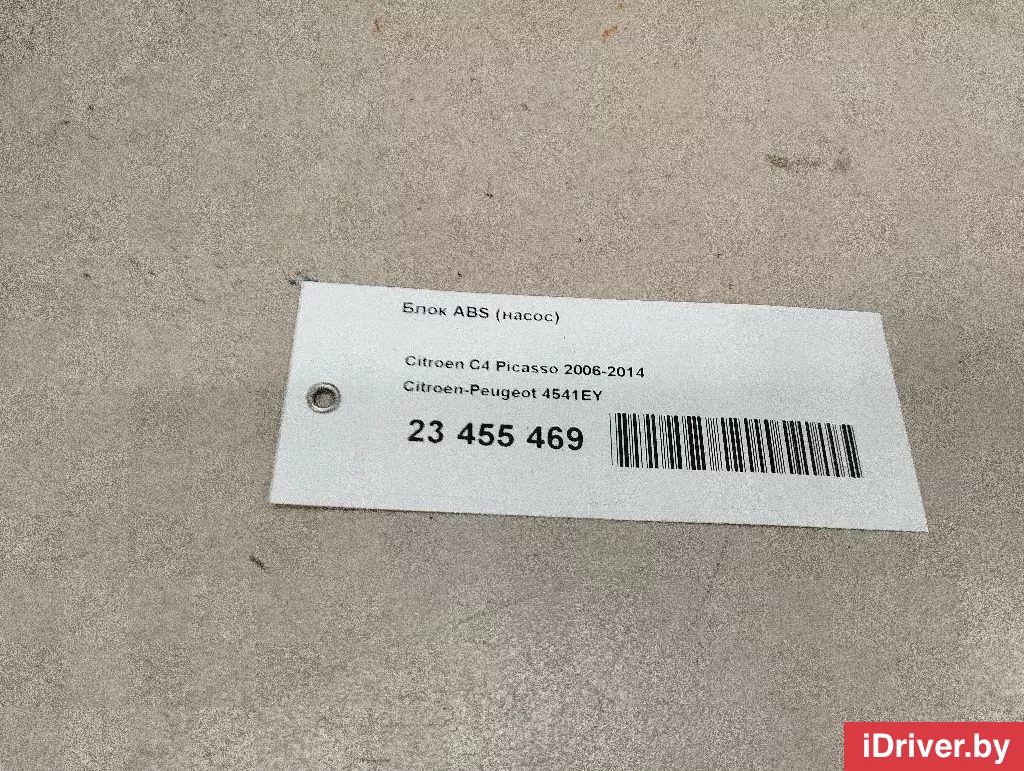 Блок ABS (насос)
Citroen C4 Picasso 2006-2014
Citroen-Peugeot 4541EY
23 455 469
iDriver.by